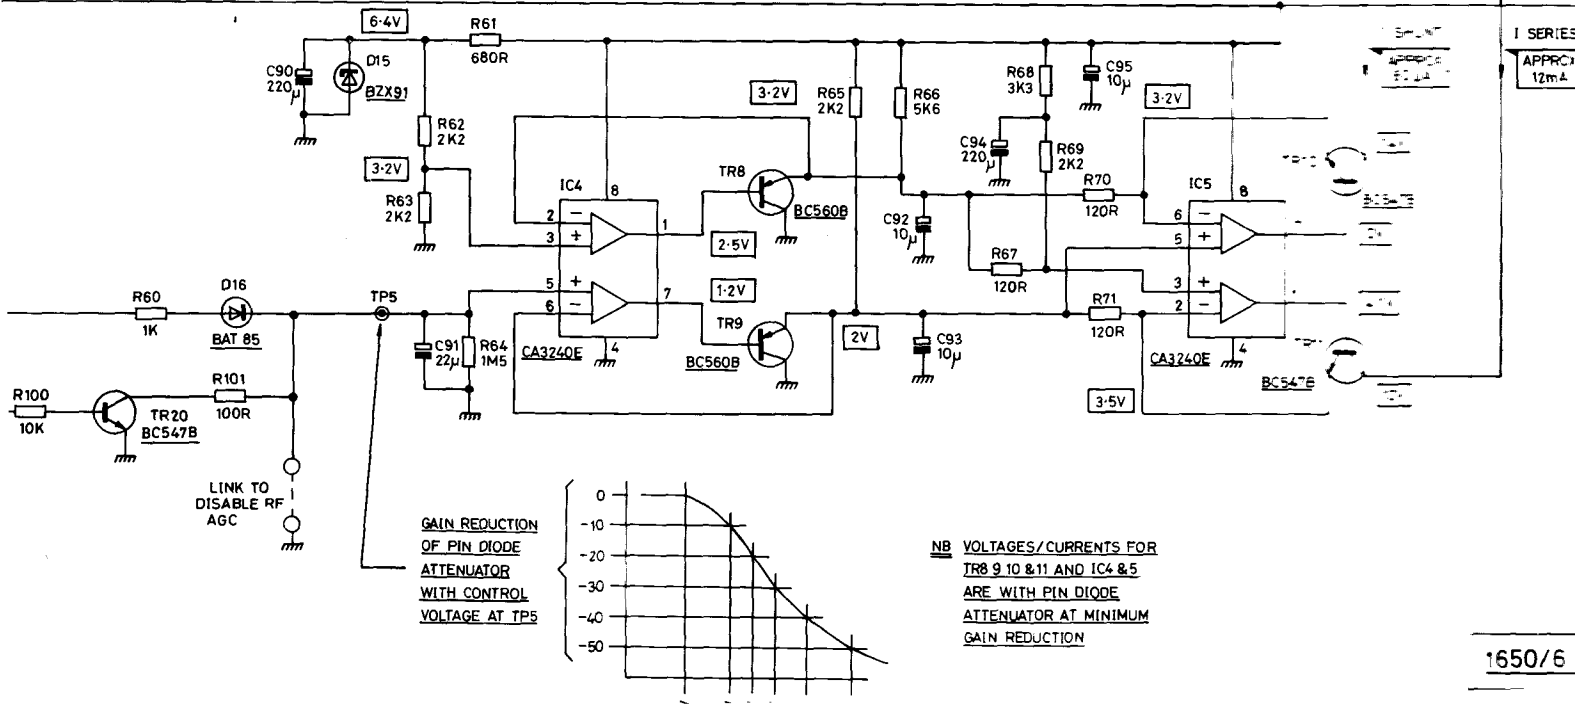 6·4V
R61
680R
I SERIES
C90
220µ
D15
BZX91
R62
2K2
3·2V
R63
2K2
3·2V
R65
2K2
R66
5K6
R68
3K3
C95
10µ
3·2V
APPROX
12mA
C94
220µ
R69
2K2
TR8
BC560B
IC4
8
2
−
3
+
1
5
+
6
−
7
4
CA3240E
2·5V
1·2V
TR9
BC560B
C92
10µ
R70
120R
R67
120R
R71
120R
2V
C93
10µ
IC5
8
6
−
5
+
3
+
2
−
4
CA3240E
3·5V
BC547B
BC547B
R60
1K
D16
BAT 85
TP5
C91
22µ
R64
1M5
R100
10K
TR20
BC547B
R101
100R
LINK TO
DISABLE RF
AGC
GAIN REDUCTION
OF PIN DIODE
ATTENUATOR
WITH CONTROL
VOLTAGE AT TP5
0
-10
-20
-30
-40
-50
NB VOLTAGES/CURRENTS FOR
TR8 9 10 & 11 AND IC4 & 5
ARE WITH PIN DIODE
ATTENUATOR AT MINIMUM
GAIN REDUCTION
1650/6